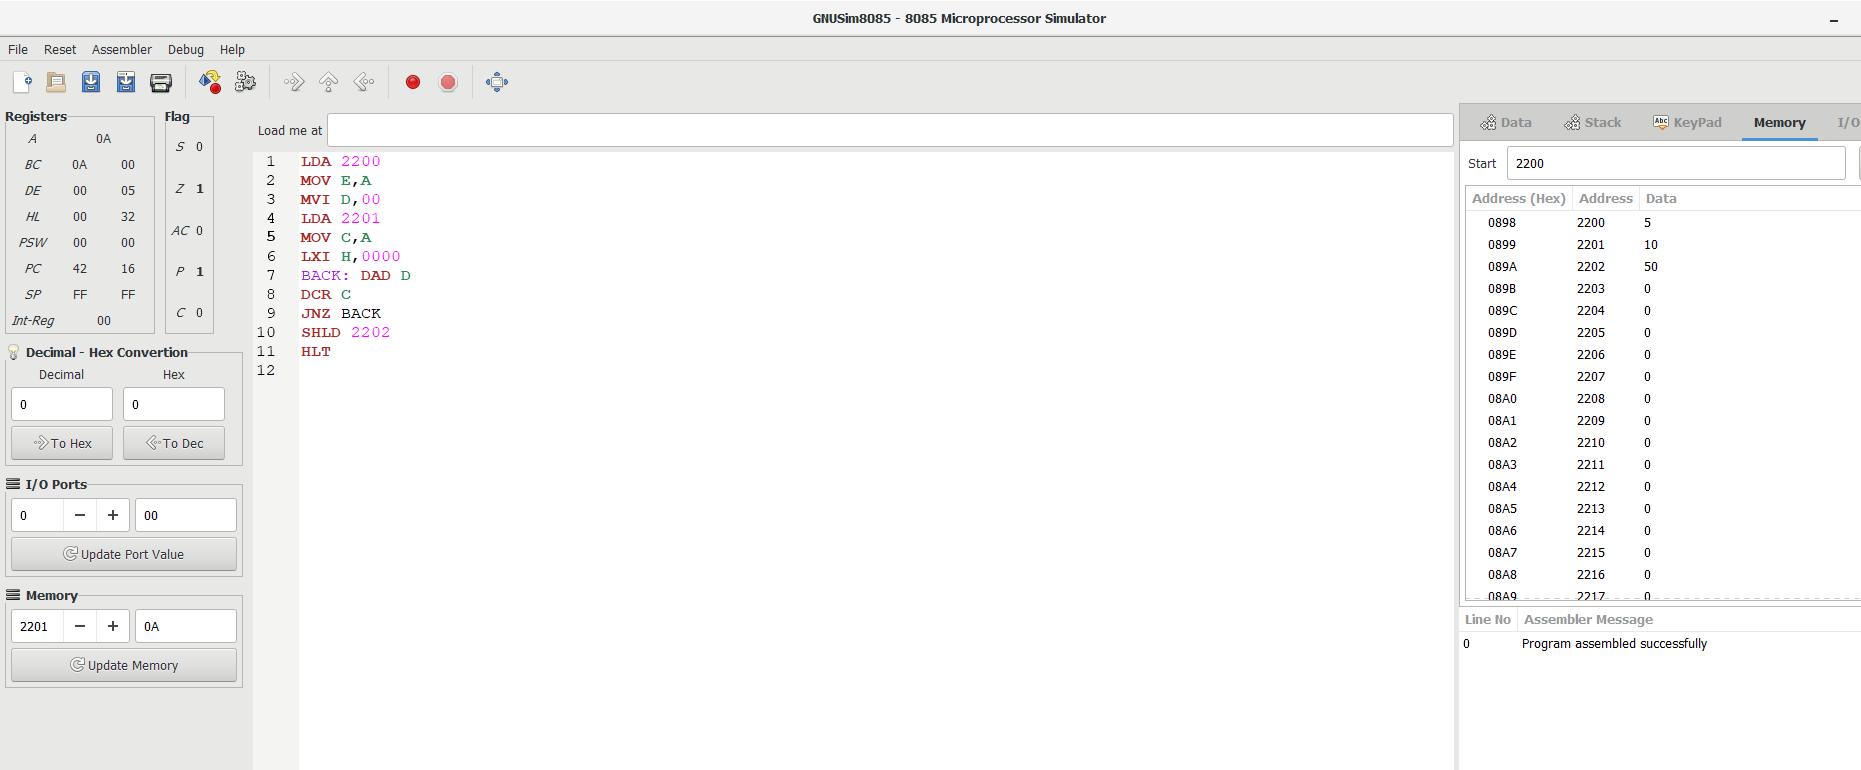 GNUSim8085 - 8085 Microprocessor Simulator
File Reset Assembler Debug Help
Registers
A 0A
BC 0A 00
DE 00 05
HL 00 32
PSW 00 00
PC 42 16
SP FF FF
Int-Reg 00
Flag
S 0
Z 1
AC 0
P 1
C 0
Decimal - Hex Convertion
Decimal Hex
0 0
To Hex To Dec
I/O Ports
0 − + 00
Update Port Value
Memory
2201 − + 0A
Update Memory
Load me at
1 LDA 2200
2 MOV E,A
3 MVI D,00
4 LDA 2201
5 MOV C,A
6 LXI H,0000
7 BACK: DAD D
8 DCR C
9 JNZ BACK
10 SHLD 2202
11 HLT
12
Data Stack Abc KeyPad Memory I/O
Start 2200
Address (Hex) Address Data
0898 2200 5
0899 2201 10
089A 2202 50
089B 2203 0
089C 2204 0
089D 2205 0
089E 2206 0
089F 2207 0
08A0 2208 0
08A1 2209 0
08A2 2210 0
08A3 2211 0
08A4 2212 0
08A5 2213 0
08A6 2214 0
08A7 2215 0
08A8 2216 0
08A9 2217 0
Line No Assembler Message
0 Program assembled successfully